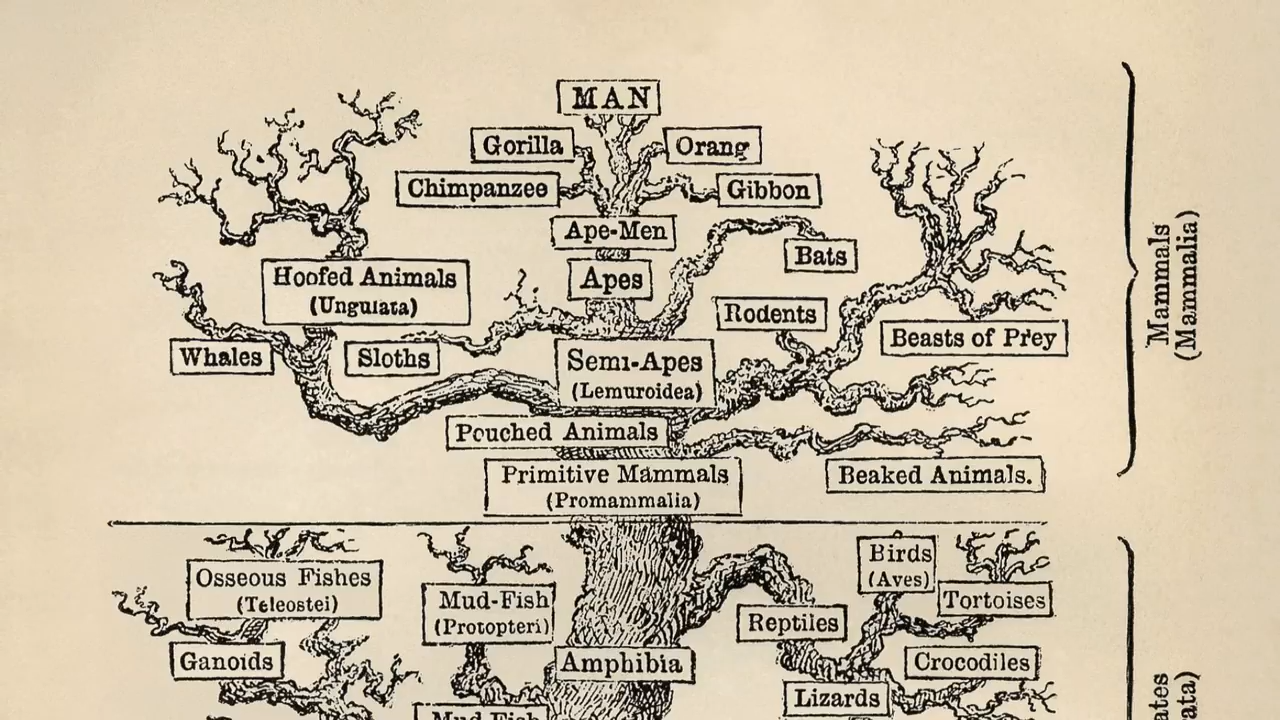 MAN
Gorilla
Orang
Chimpanzee
Gibbon
Ape-Men
Bats
Apes
Hoofed Animals
(Ungulata)
Rodents
Beasts of Prey
Whales
Sloths
Semi-Apes
(Lemuroidea)
Pouched Animals
Primitive Mammals
(Promammalia)
Beaked Animals.
Mammals
(Mammalia)
Osseous Fishes
(Teleostei)
Mud-Fish
(Protopteri)
Birds
(Aves)
Tortoises
Reptiles
Ganoids
Amphibia
Crocodiles
Lizards
Mud-Fish